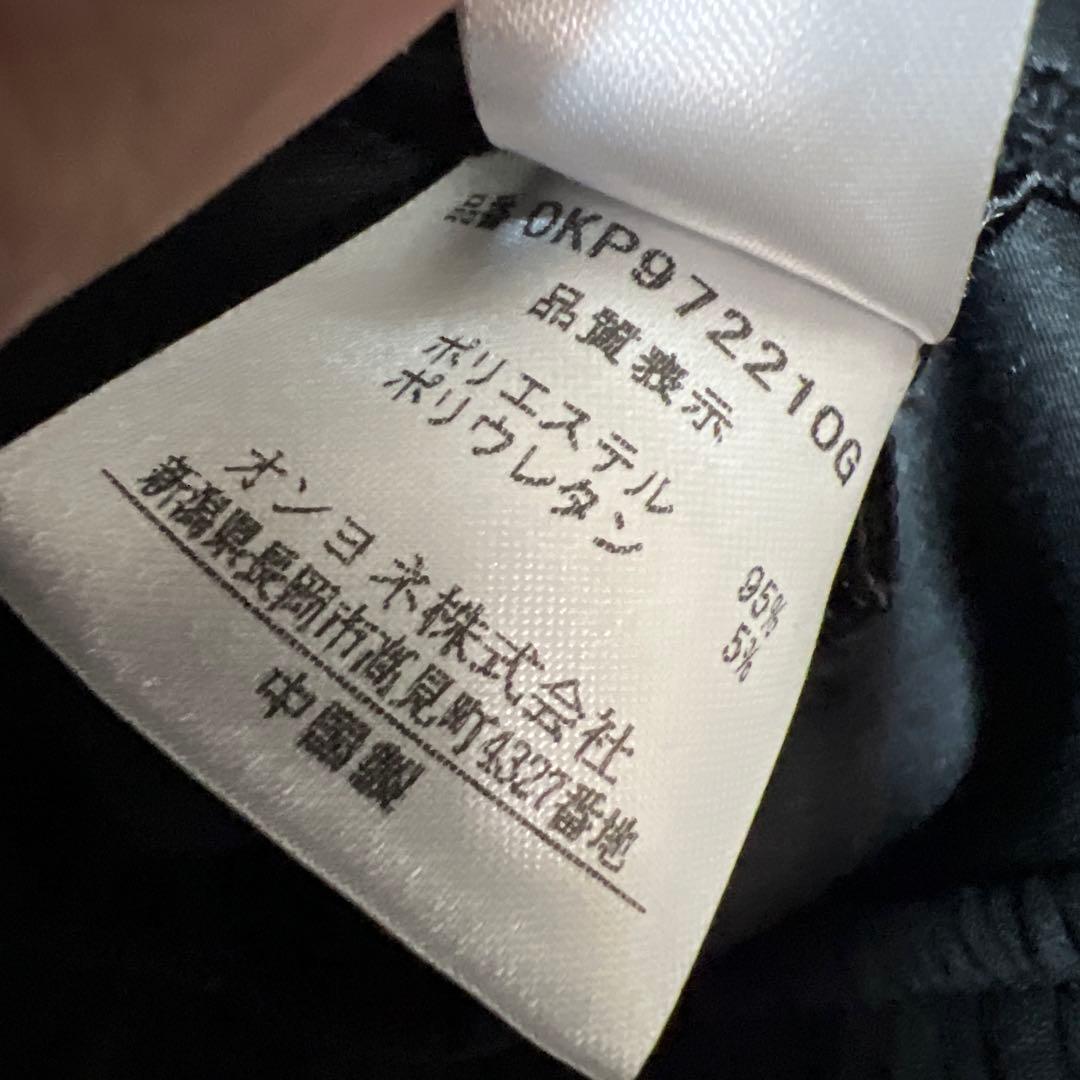 品番 OKP972210G
品質表示
ポリエステル 95%
ポリウレタン 5%
オンヨネ株式会社
新潟県長岡市高見町4327番地
中国製